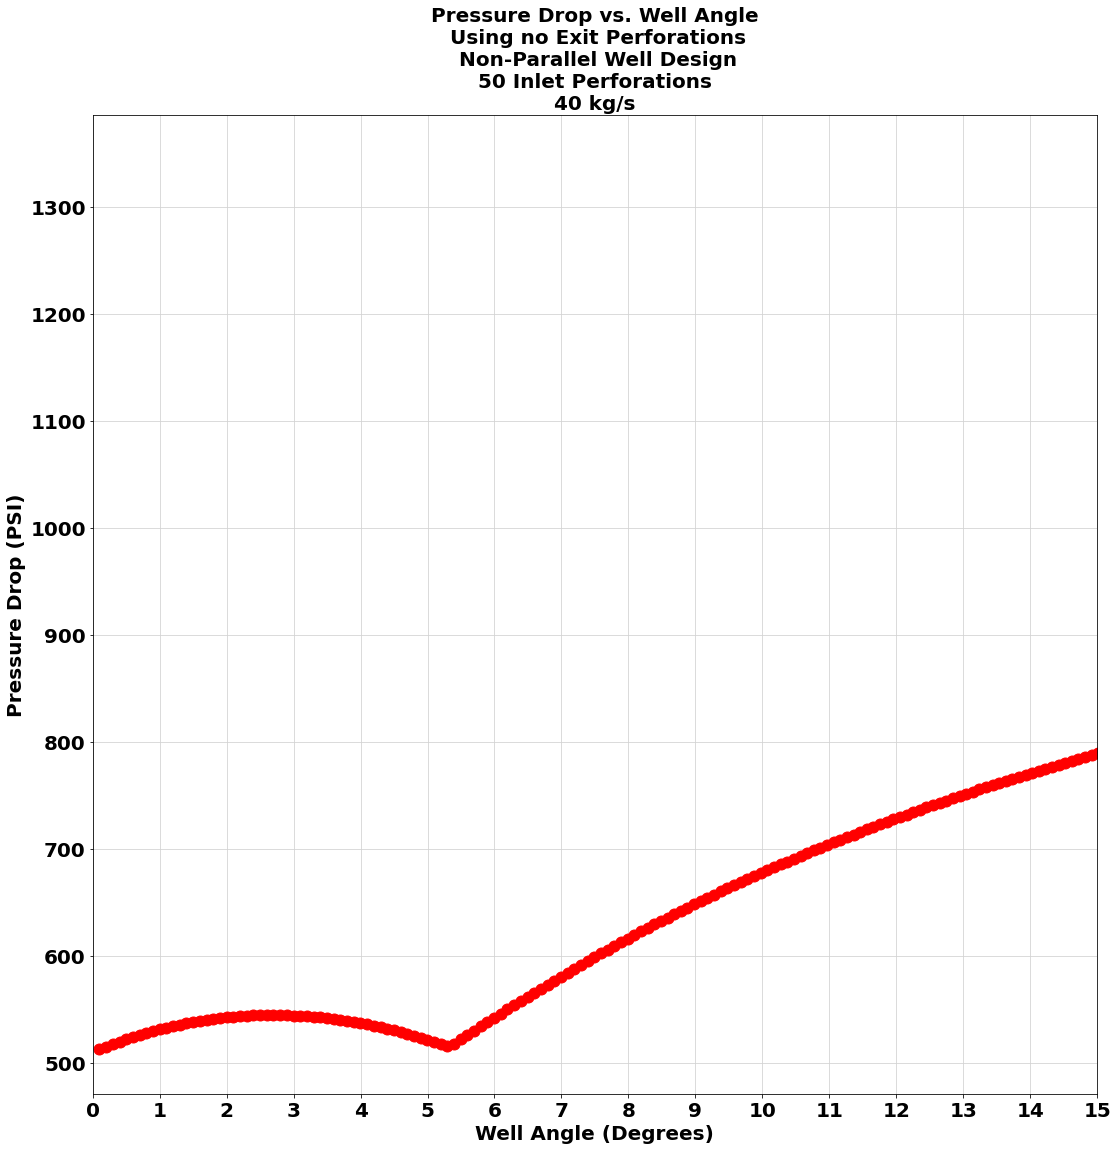 Pressure Drop vs. Well Angle
Using no Exit Perforations
Non-Parallel Well Design
50 Inlet Perforations
40 kg/s
Pressure Drop (PSI)
1300
1200
1100
1000
900
800
700
600
500
0 1 2 3 4 5 6 7 8 9 10 11 12 13 14 15
Well Angle (Degrees)